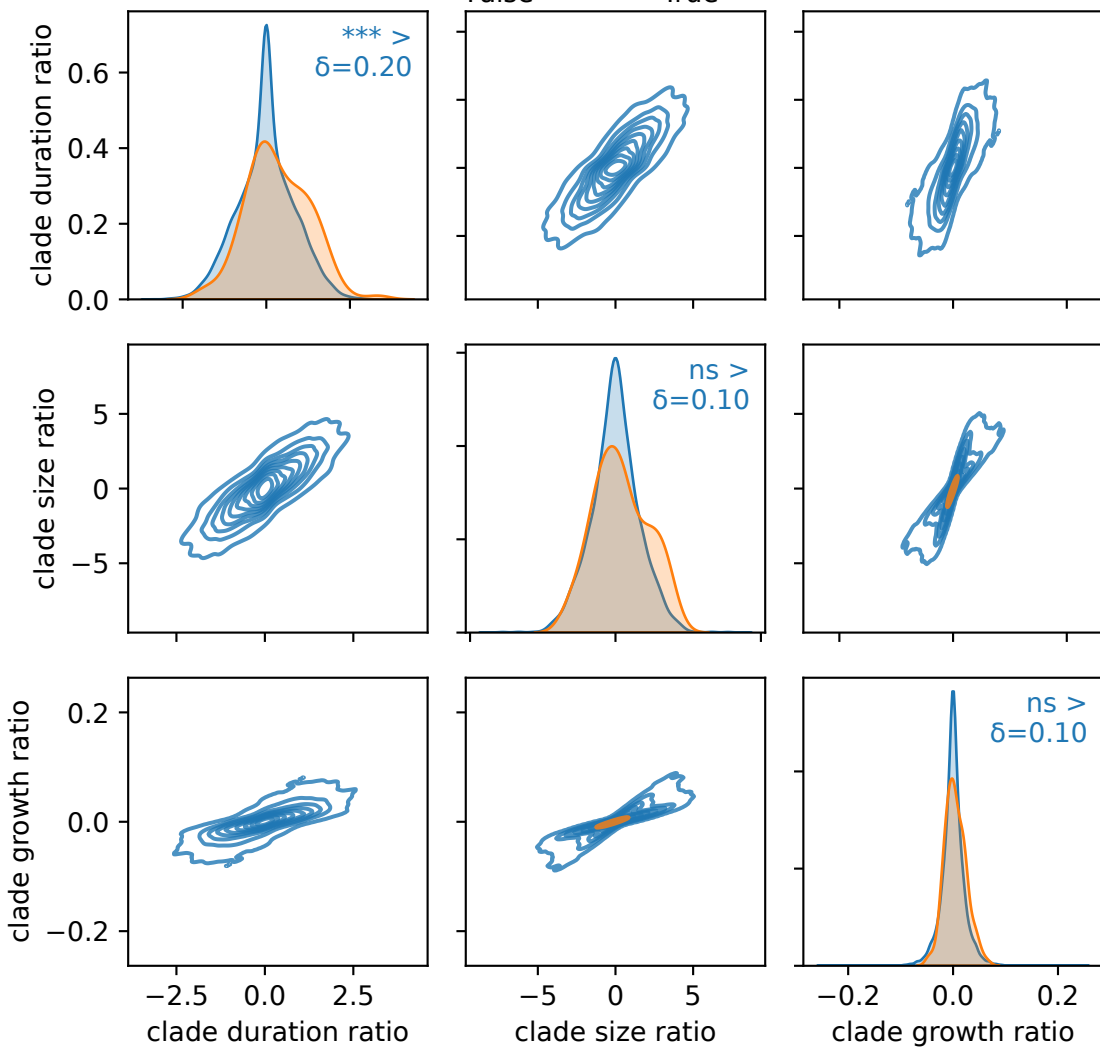 True
clade duration ratio
0.6
0.4
0.2
0.0
*** >
δ=0.20
clade size ratio
5
0
−5
ns >
δ=0.10
clade growth ratio
0.2
0.0
−0.2
ns >
δ=0.10
−2.5 0.0 2.5
clade duration ratio
−5 0 5
clade size ratio
−0.2 0.0 0.2
clade growth ratio